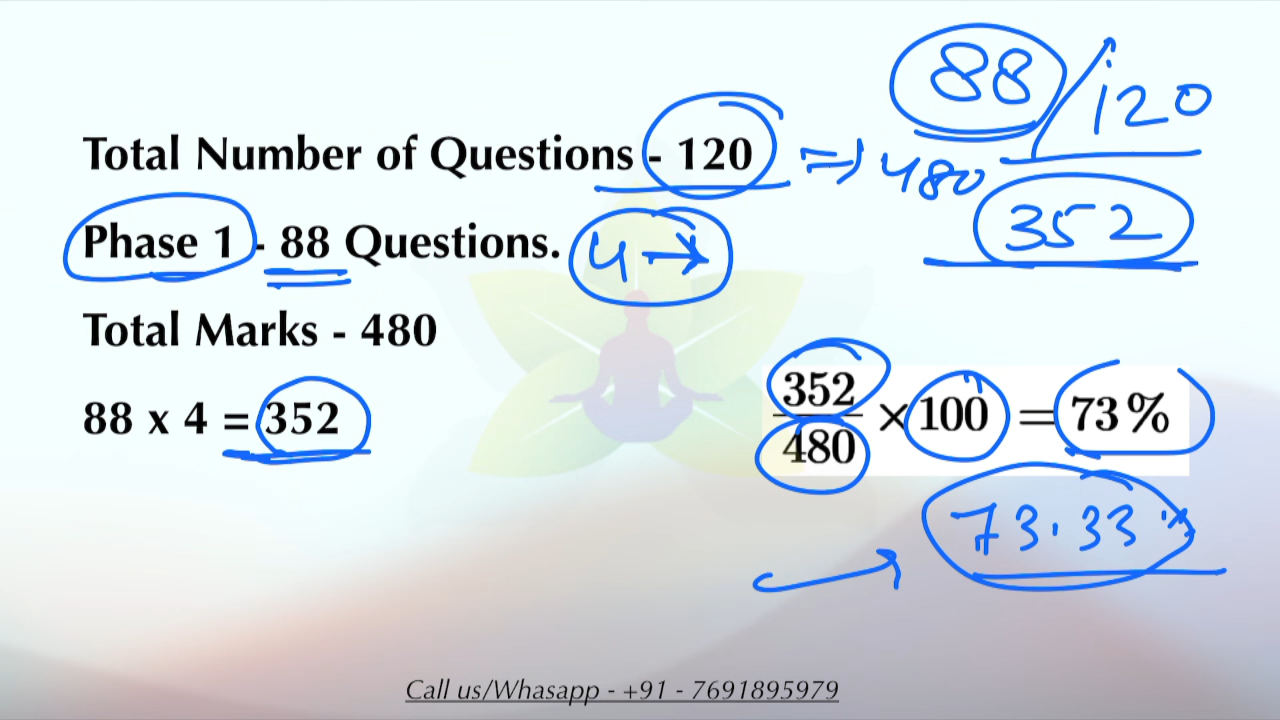 88/120
Total Number of Questions - 120 => 480
352
Phase 1 - 88 Questions. 4 →
Total Marks - 480
88 x 4 = 352
352/480 × 100 = 73%
73.33%
Call us/Whasapp - +91 - 7691895979